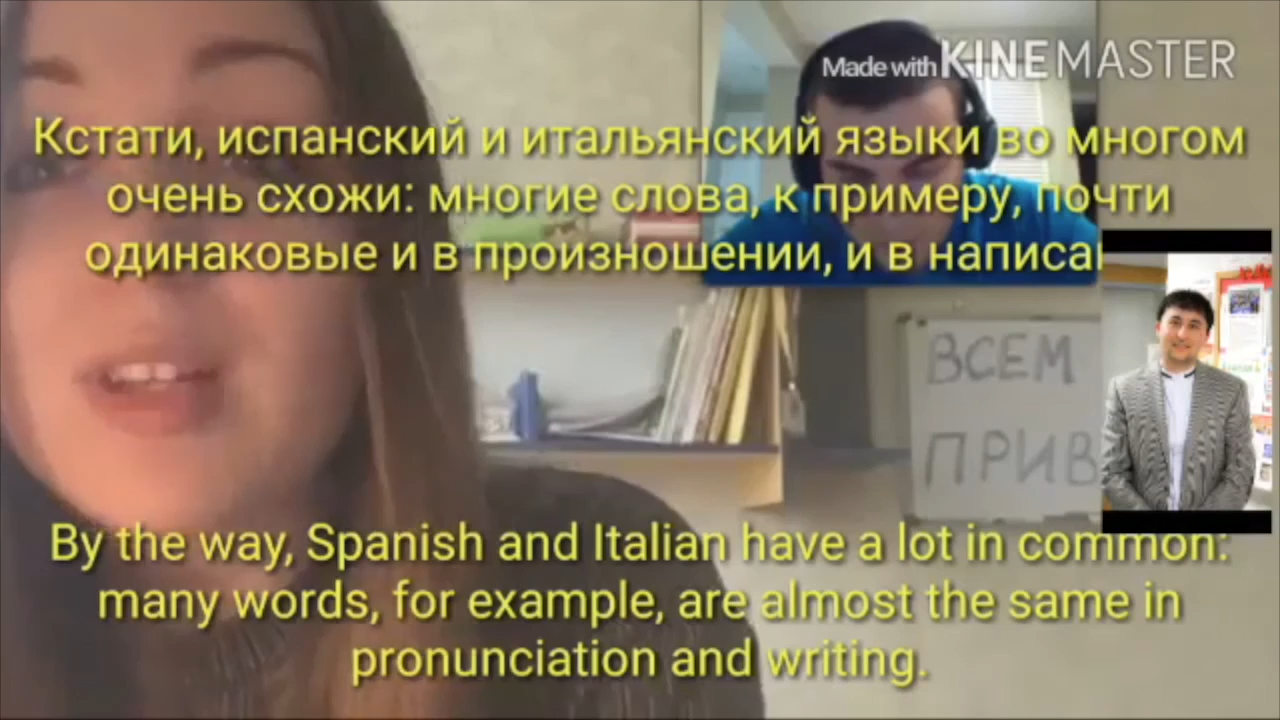 Made with KINEMASTER
Кстати, испанский и итальянский языки во многом
очень схожи: многие слова, к примеру, почти
одинаковые и в произношении, и в написа
ВСЕМ
ПРИВ
By the way, Spanish and Italian have a lot in common:
many words, for example, are almost the same in
pronunciation and writing.